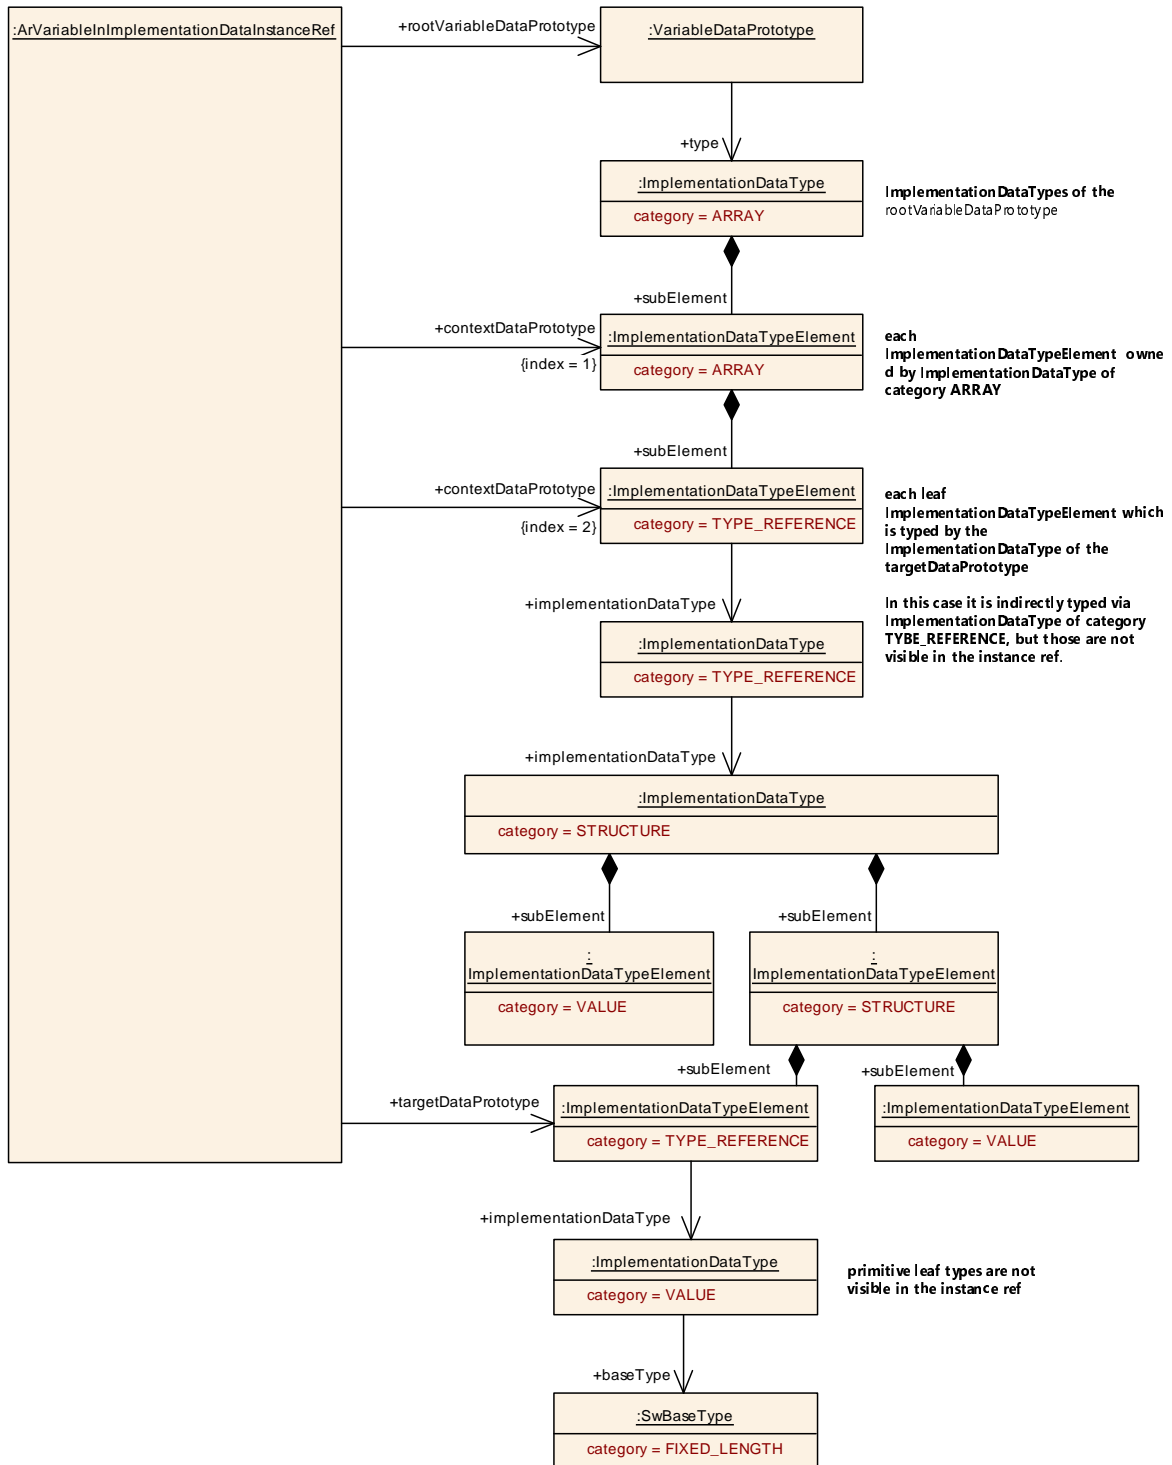 :ArVariableInImplementationDataInstanceRef
+rootVariableDataPrototype
:VariableDataPrototype
+type
:ImplementationDataType
category = ARRAY
ImplementationDataTypes of the
rootVariableDataPrototype
+subElement
+contextDataPrototype
{index = 1}
:ImplementationDataTypeElement
category = ARRAY
each
ImplementationDataTypeElement owne
d by ImplementationDataType of
category ARRAY
+subElement
+contextDataPrototype
{index = 2}
:ImplementationDataTypeElement
category = TYPE_REFERENCE
each leaf
ImplementationDataTypeElement which
is typed by the
ImplementationDataType of the
targetDataPrototype
In this case it is indirectly typed via
ImplementationDataType of category
TYBE_REFERENCE, but those are not
visible in the instance ref.
+implementationDataType
:ImplementationDataType
category = TYPE_REFERENCE
+implementationDataType
:ImplementationDataType
category = STRUCTURE
+subElement
+subElement
:
ImplementationDataTypeElement
category = VALUE
:
ImplementationDataTypeElement
category = STRUCTURE
+subElement
+subElement
+targetDataPrototype
:ImplementationDataTypeElement
category = TYPE_REFERENCE
:ImplementationDataTypeElement
category = VALUE
+implementationDataType
:ImplementationDataType
category = VALUE
primitive leaf types are not
visible in the instance ref
+baseType
:SwBaseType
category = FIXED_LENGTH